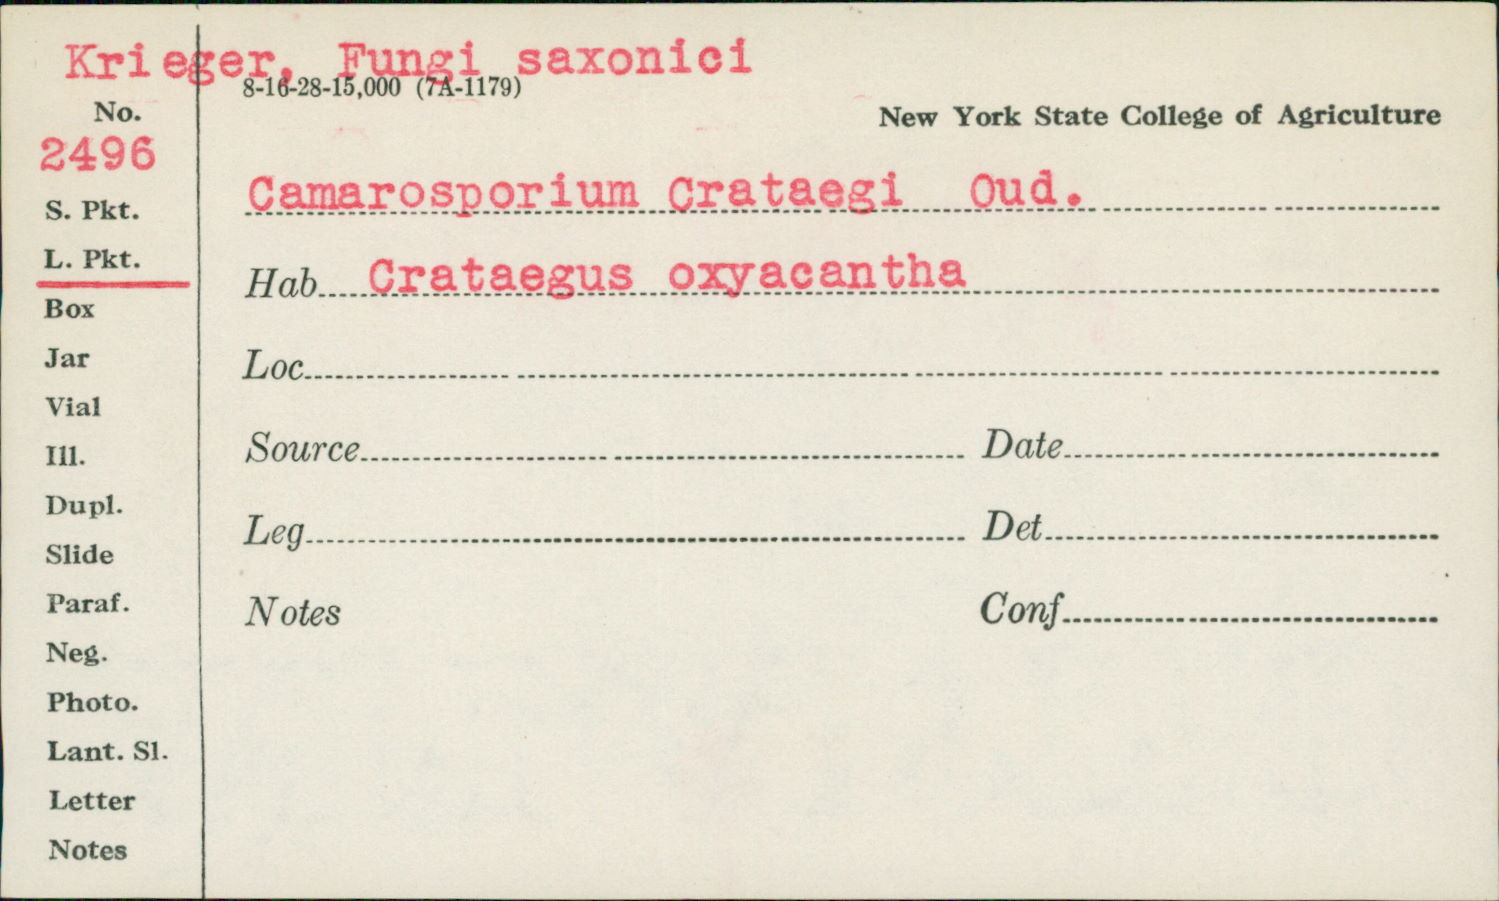 Krieger, Fungi saxonici
8-16-28-15,000 (7A-1179)
No.
2496
New York State College of Agriculture
S. Pkt.
L. Pkt.
Box
Jar
Vial
Ill.
Dupl.
Slide
Paraf.
Neg.
Photo.
Lant. Sl.
Letter
Notes
Camarosporium Crataegi Oud.
Hab Crataegus oxyacantha
Loc
Source Date
Leg Det
Notes Conf